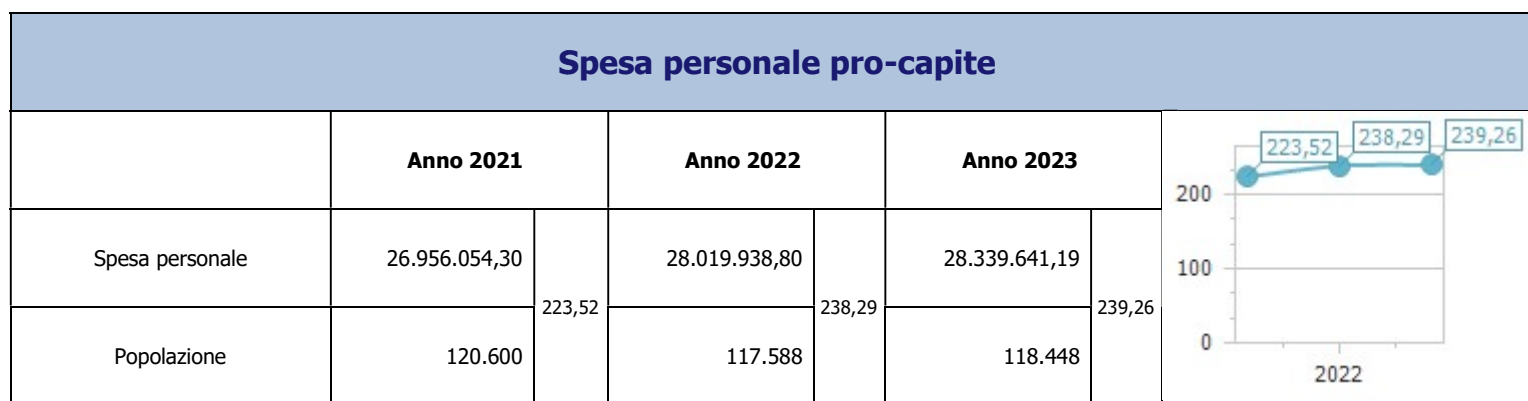 Spesa personale pro-capite
Anno 2021 Anno 2022 Anno 2023
Spesa personale 26.956.054,30 28.019.938,80 28.339.641,19
223,52 238,29 239,26
Popolazione 120.600 117.588 118.448
223,52 238,29 239,26
200
100
0
2022